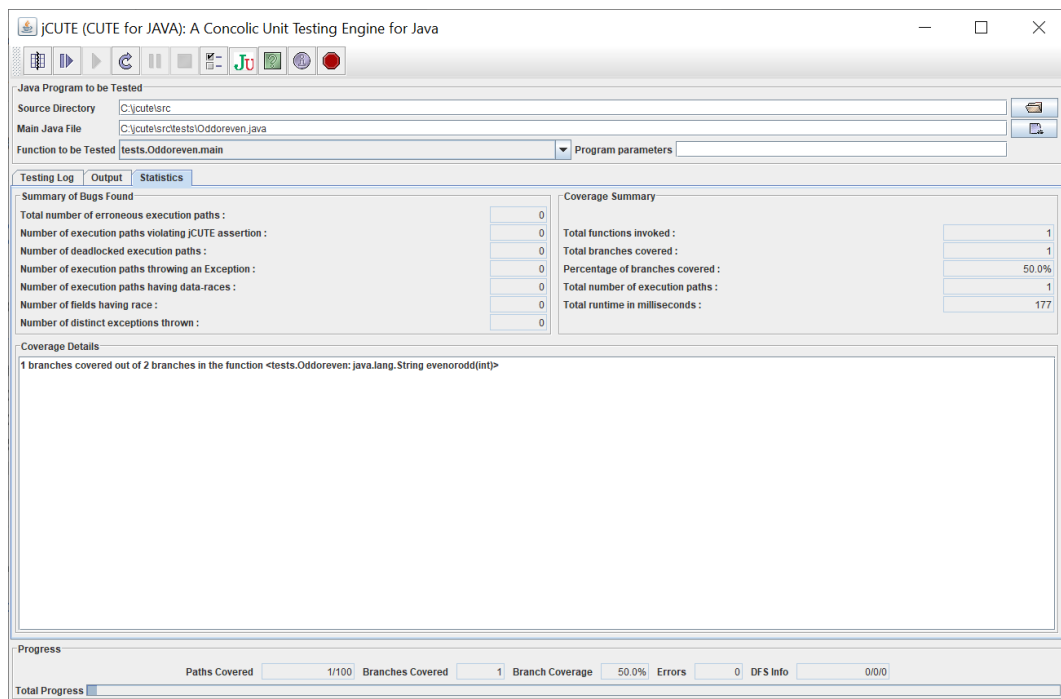 jCUTE (CUTE for JAVA): A Concolic Unit Testing Engine for Java
JU ? i
Java Program to be Tested
Source Directory C:\jcute\src
Main Java File C:\jcute\src\tests\Oddoreven.java
Function to be Tested tests.Oddoreven.main Program parameters
Testing Log Output Statistics
Summary of Bugs Found
Total number of erroneous execution paths : 0
Number of execution paths violating jCUTE assertion : 0
Number of deadlocked execution paths : 0
Number of execution paths throwing an Exception : 0
Number of execution paths having data-races : 0
Number of fields having race : 0
Number of distinct exceptions thrown : 0
Coverage Summary
Total functions invoked : 1
Total branches covered : 1
Percentage of branches covered : 50.0%
Total number of execution paths : 1
Total runtime in milliseconds : 177
Coverage Details
1 branches covered out of 2 branches in the function <tests.Oddoreven: java.lang.String evenorodd(int)>
Progress
Paths Covered 1/100 Branches Covered 1 Branch Coverage 50.0% Errors 0 DFS Info 0/0/0
Total Progress